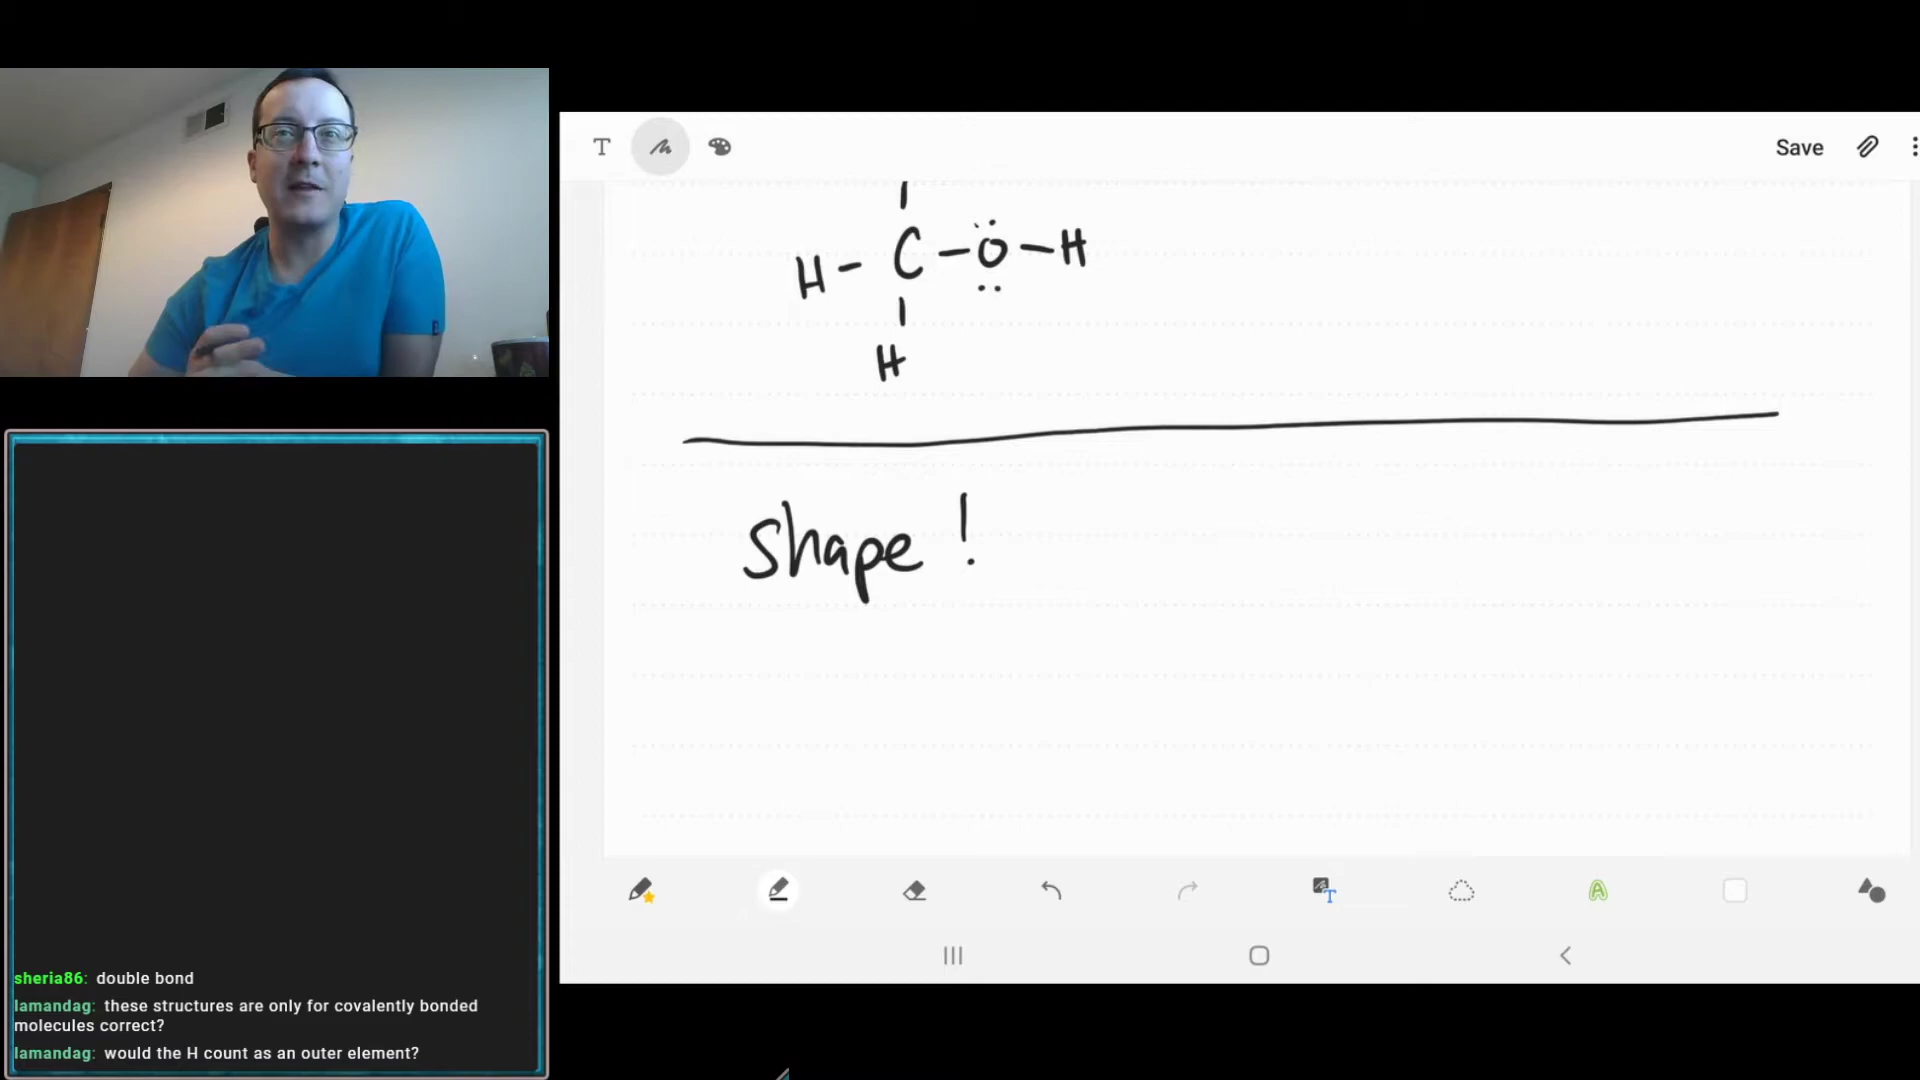 T
Save
H - C - O - H
H
Shape !
T
A
sheria86: double bond
lamandag: these structures are only for covalently bonded
molecules correct?
lamandag: would the H count as an outer element?